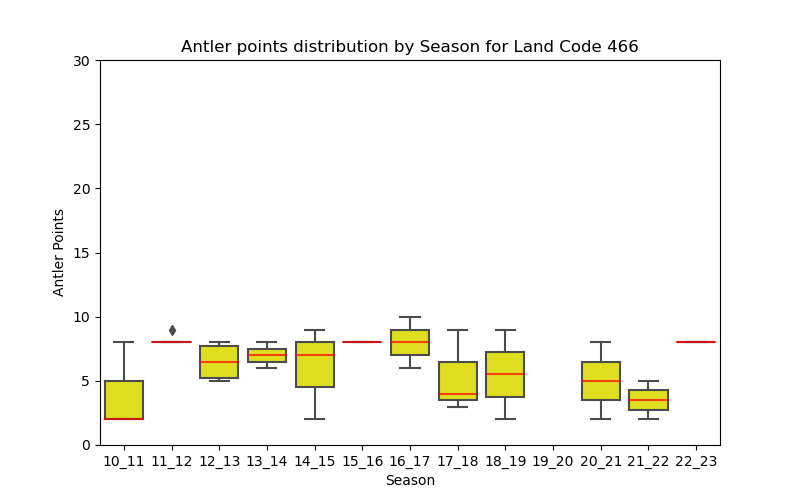 Antler points distribution by Season for Land Code 466
30
25
20
15
10
5
0
Antler Points
10_11 11_12 12_13 13_14 14_15 15_16 16_17 17_18 18_19 19_20 20_21 21_22 22_23
Season